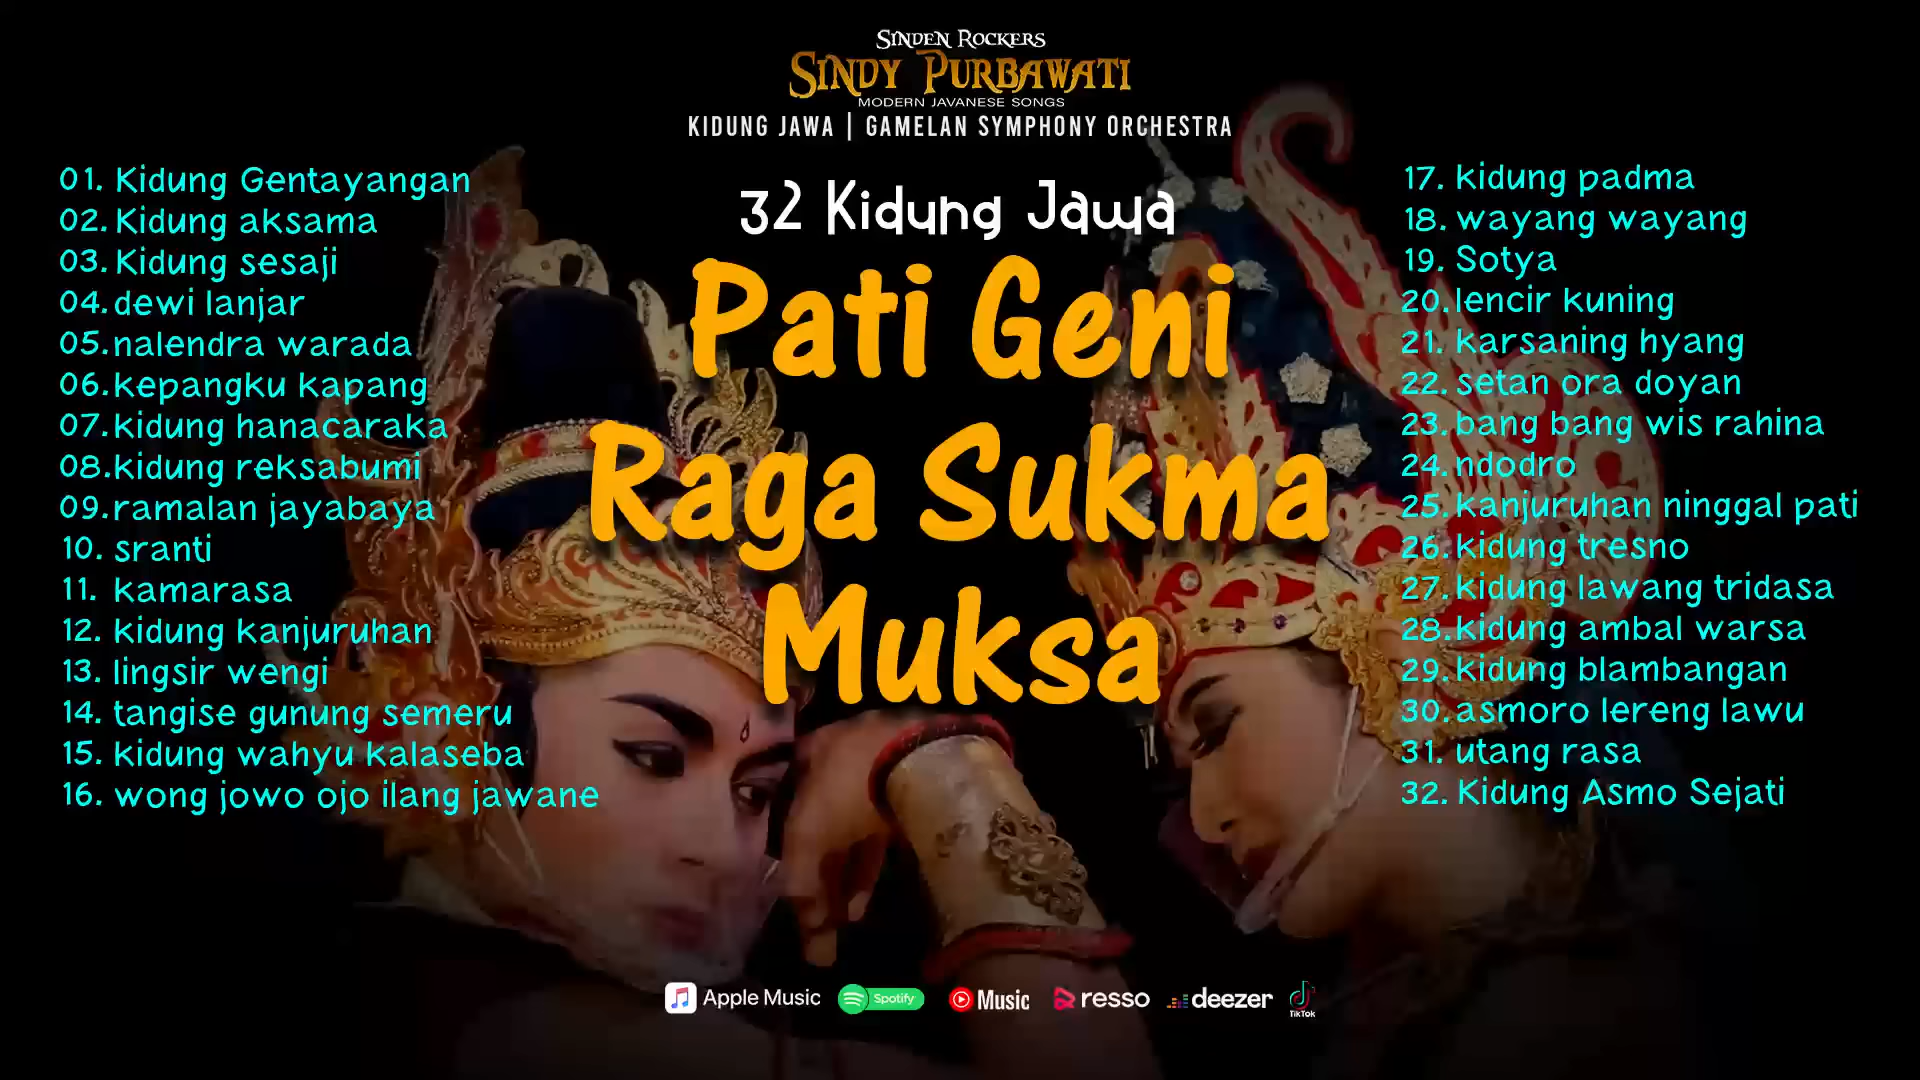 SINDEN ROCKERS
SINDY PURBAWATI
MODERN JAVANESE SONGS
KIDUNG JAWA | GAMELAN SYMPHONY ORCHESTRA
32 Kidung Jawa
Pati Geni
Raga Sukma
Muksa
01. Kidung Gentayangan
02. Kidung aksama
03. Kidung sesaji
04. dewi lanjar
05. nalendra warada
06. kepangku kapang
07. kidung hanacaraka
08. kidung reksabumi
09. ramalan jayabaya
10. sranti
11. kamarasa
12. kidung kanjuruhan
13. lingsir wengi
14. tangise gunung semeru
15. kidung wahyu kalaseba
16. wong jowo ojo ilang jawane
17. kidung padma
18. wayang wayang
19. Sotya
20. lencir kuning
21. karsaning hyang
22. setan ora doyan
23. bang bang wis rahina
24. ndodro
25. kanjuruhan ninggal pati
26. kidung tresno
27. kidung lawang tridasa
28. kidung ambal warsa
29. kidung blambangan
30. asmoro lereng lawu
31. utang rasa
32. Kidung Asmo Sejati
Apple Music Spotify Music resso deezer TikTok